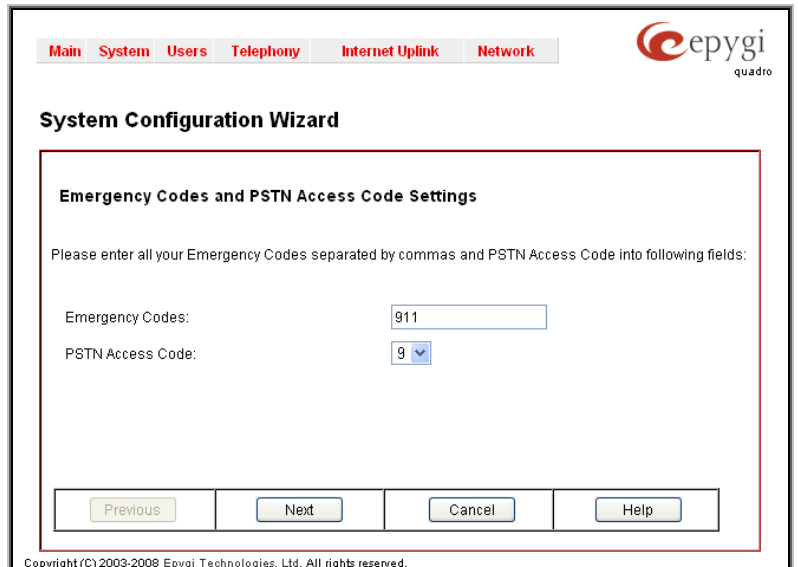 Main System Users Telephony Internet Uplink Network
epygi
quadro
System Configuration Wizard
Emergency Codes and PSTN Access Code Settings
Please enter all your Emergency Codes separated by commas and PSTN Access Code into following fields:
Emergency Codes: 911
PSTN Access Code: 9
Previous Next Cancel Help
Copyright (C) 2003-2008 Epygi Technologies, Ltd. All rights reserved.